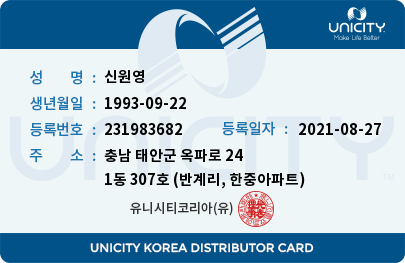 UNICITY
Make Life Better
성 명 : 신원영
생년월일 : 1993-09-22
등록번호 : 231983682 등록일자 : 2021-08-27
주 소 : 충남 태안군 옥파로 24
1동 307호 (반계리, 한중아파트)
유니시티코리아(유)
UNICITY
UNICITY KOREA DISTRIBUTOR CARD